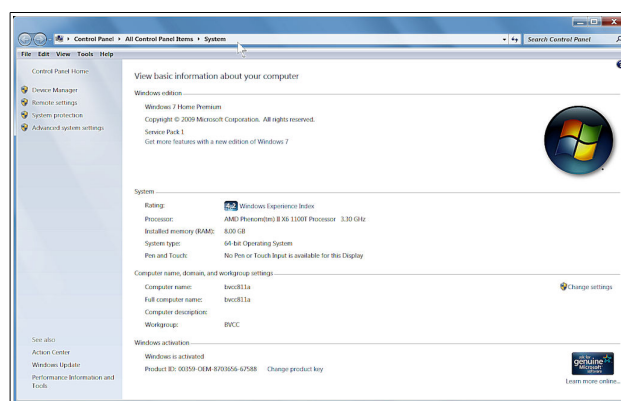 Control Panel ▸ All Control Panel Items ▸ System
Search Control Panel
File Edit View Tools Help
Control Panel Home
Device Manager
Remote settings
System protection
Advanced system settings
View basic information about your computer
Windows edition
Windows 7 Home Premium
Copyright © 2009 Microsoft Corporation. All rights reserved.
Service Pack 1
Get more features with a new edition of Windows 7
System
Rating: 4.2 Windows Experience Index
Processor: AMD Phenom(tm) II X6 1100T Processor 3.30 GHz
Installed memory (RAM): 8.00 GB
System type: 64-bit Operating System
Pen and Touch: No Pen or Touch Input is available for this Display
Computer name, domain, and workgroup settings
Computer name: bvcc811a
Change settings
Full computer name: bvcc811a
Computer description:
Workgroup: BVCC
See also
Action Center
Windows Update
Performance Information and
Tools
Windows activation
Windows is activated
Product ID: 00359-OEM-8703656-67588 Change product key
ask for
genuine
Microsoft
software
Learn more online...